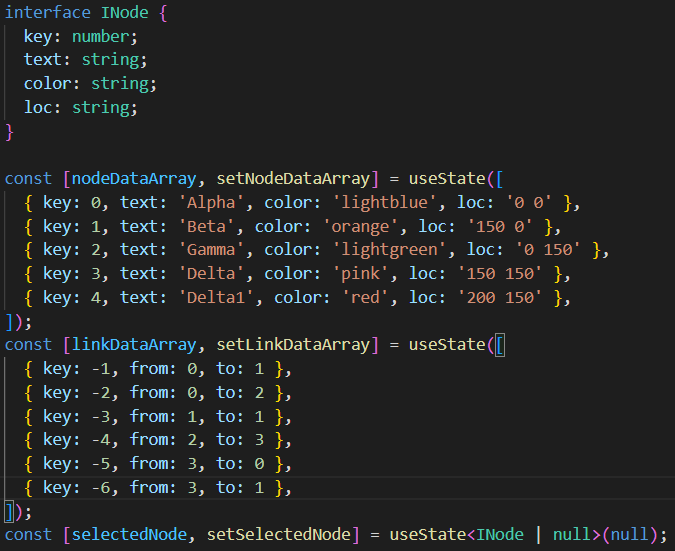 interface INode {
  key: number;
  text: string;
  color: string;
  loc: string;
}

const [nodeDataArray, setNodeDataArray] = useState([
  { key: 0, text: 'Alpha', color: 'lightblue', loc: '0 0' },
  { key: 1, text: 'Beta', color: 'orange', loc: '150 0' },
  { key: 2, text: 'Gamma', color: 'lightgreen', loc: '0 150' },
  { key: 3, text: 'Delta', color: 'pink', loc: '150 150' },
  { key: 4, text: 'Delta1', color: 'red', loc: '200 150' },
]);
const [linkDataArray, setLinkDataArray] = useState([
  { key: -1, from: 0, to: 1 },
  { key: -2, from: 0, to: 2 },
  { key: -3, from: 1, to: 1 },
  { key: -4, from: 2, to: 3 },
  { key: -5, from: 3, to: 0 },
  { key: -6, from: 3, to: 1 },
]);
const [selectedNode, setSelectedNode] = useState<INode | null>(null);